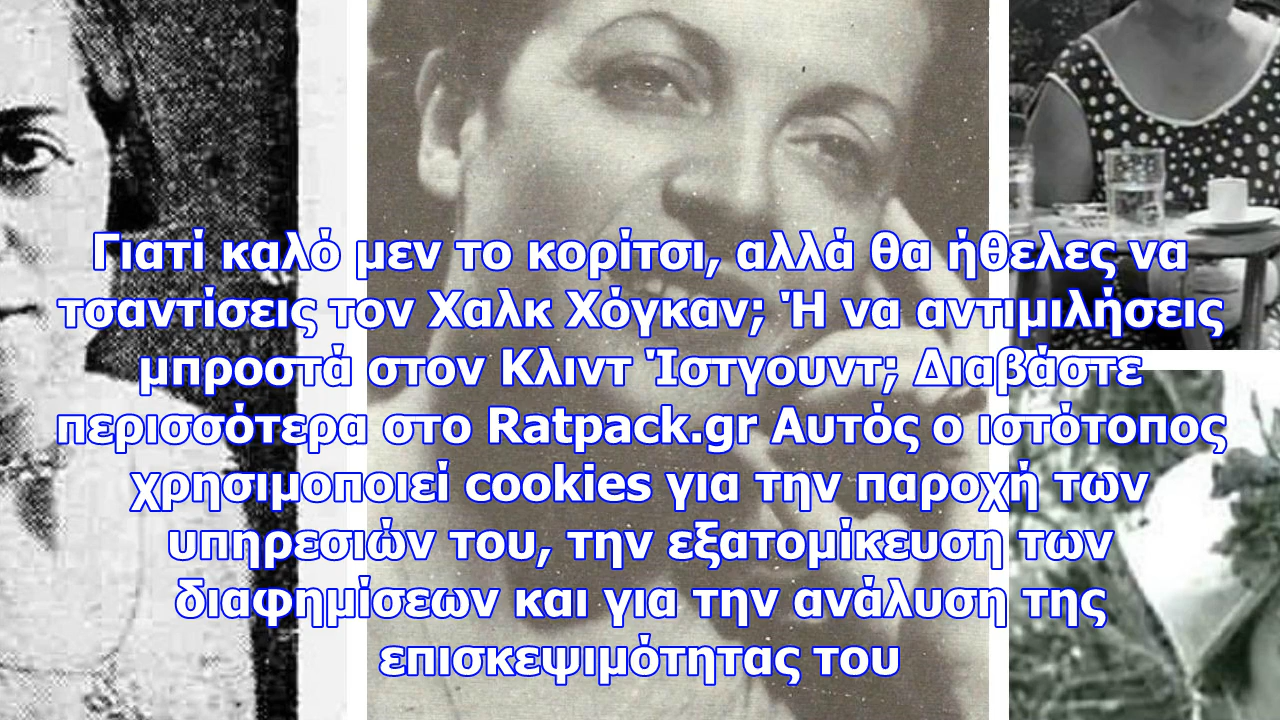 Γιατί καλό μεν το κορίτσι, αλλά θα ήθελες να
τσαντίσεις τον Χαλκ Χόγκαν; Ή να αντιμιλήσεις
μπροστά στον Κλιντ Ίστγουντ; Διαβάστε
περισσότερα στο Ratpack.gr Αυτός ο ιστότοπος
χρησιμοποιεί cookies για την παροχή των
υπηρεσιών του, την εξατομίκευση των
διαφημίσεων και για την ανάλυση της
επισκεψιμότητας του